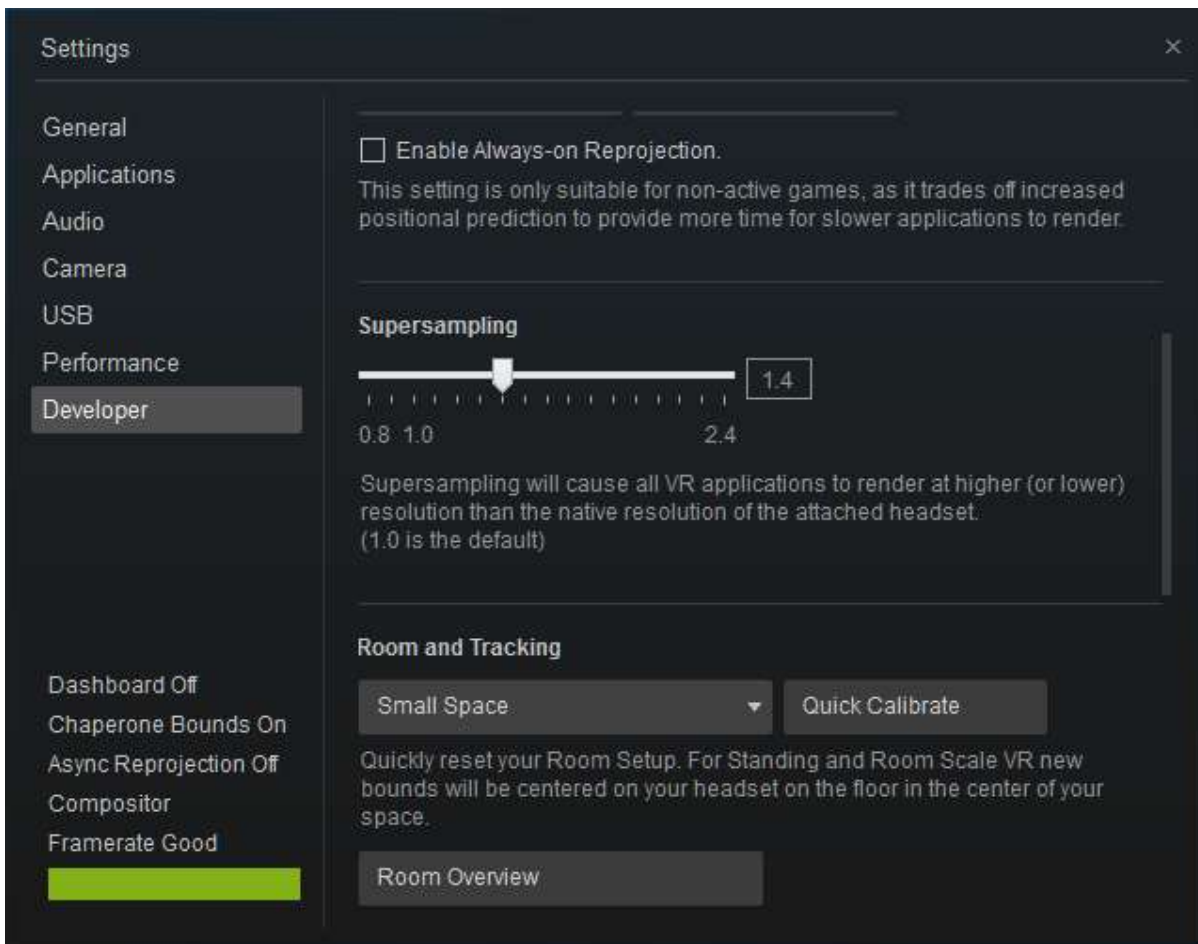 Settings
×
General
Applications
Audio
Camera
USB
Performance
Developer
Dashboard Off
Chaperone Bounds On
Async Reprojection Off
Compositor
Framerate Good
Enable Always-on Reprojection.
This setting is only suitable for non-active games, as it trades off increased
positional prediction to provide more time for slower applications to render.
Supersampling
1.4
0.8 1.0 2.4
Supersampling will cause all VR applications to render at higher (or lower)
resolution than the native resolution of the attached headset.
(1.0 is the default)
Room and Tracking
Small Space
Quick Calibrate
Quickly reset your Room Setup. For Standing and Room Scale VR new
bounds will be centered on your headset on the floor in the center of your
space.
Room Overview